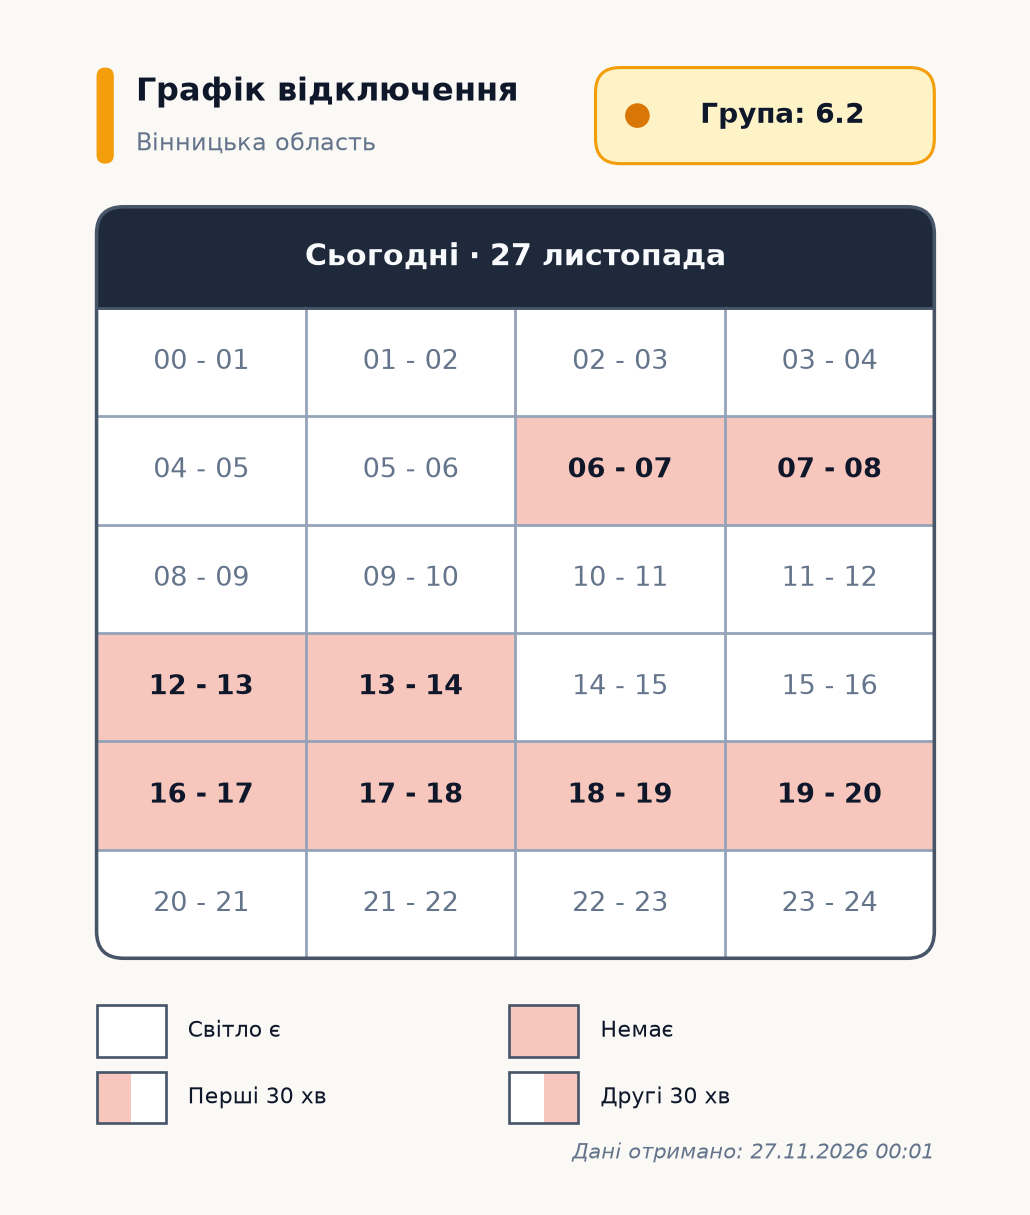 Графік відключення
Вінницька область
Група: 6.2
Сьогодні · 27 листопада
00 - 01 01 - 02 02 - 03 03 - 04
04 - 05 05 - 06 06 - 07 07 - 08
08 - 09 09 - 10 10 - 11 11 - 12
12 - 13 13 - 14 14 - 15 15 - 16
16 - 17 17 - 18 18 - 19 19 - 20
20 - 21 21 - 22 22 - 23 23 - 24
Світло є Немає
Перші 30 хв Другі 30 хв
Дані отримано: 27.11.2026 00:01